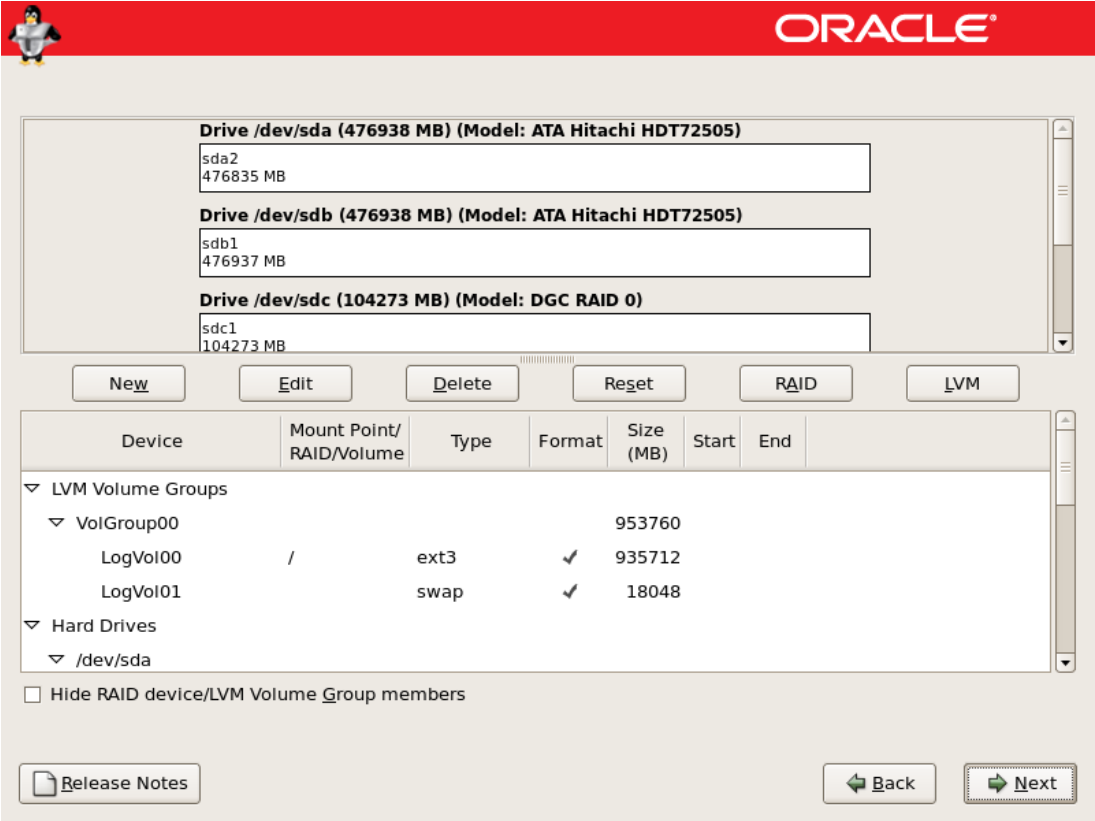 ORACLE®
Drive /dev/sda (476938 MB) (Model: ATA Hitachi HDT72505)
sda2
476835 MB
Drive /dev/sdb (476938 MB) (Model: ATA Hitachi HDT72505)
sdb1
476937 MB
Drive /dev/sdc (104273 MB) (Model: DGC RAID 0)
sdc1
104273 MB
New Edit Delete Reset RAID LVM
Device Mount Point/ RAID/Volume Type Format Size (MB) Start End
LVM Volume Groups
VolGroup00 953760
LogVol00 / ext3 ✓ 935712
LogVol01 swap ✓ 18048
Hard Drives
/dev/sda
Hide RAID device/LVM Volume Group members
Release Notes Back Next